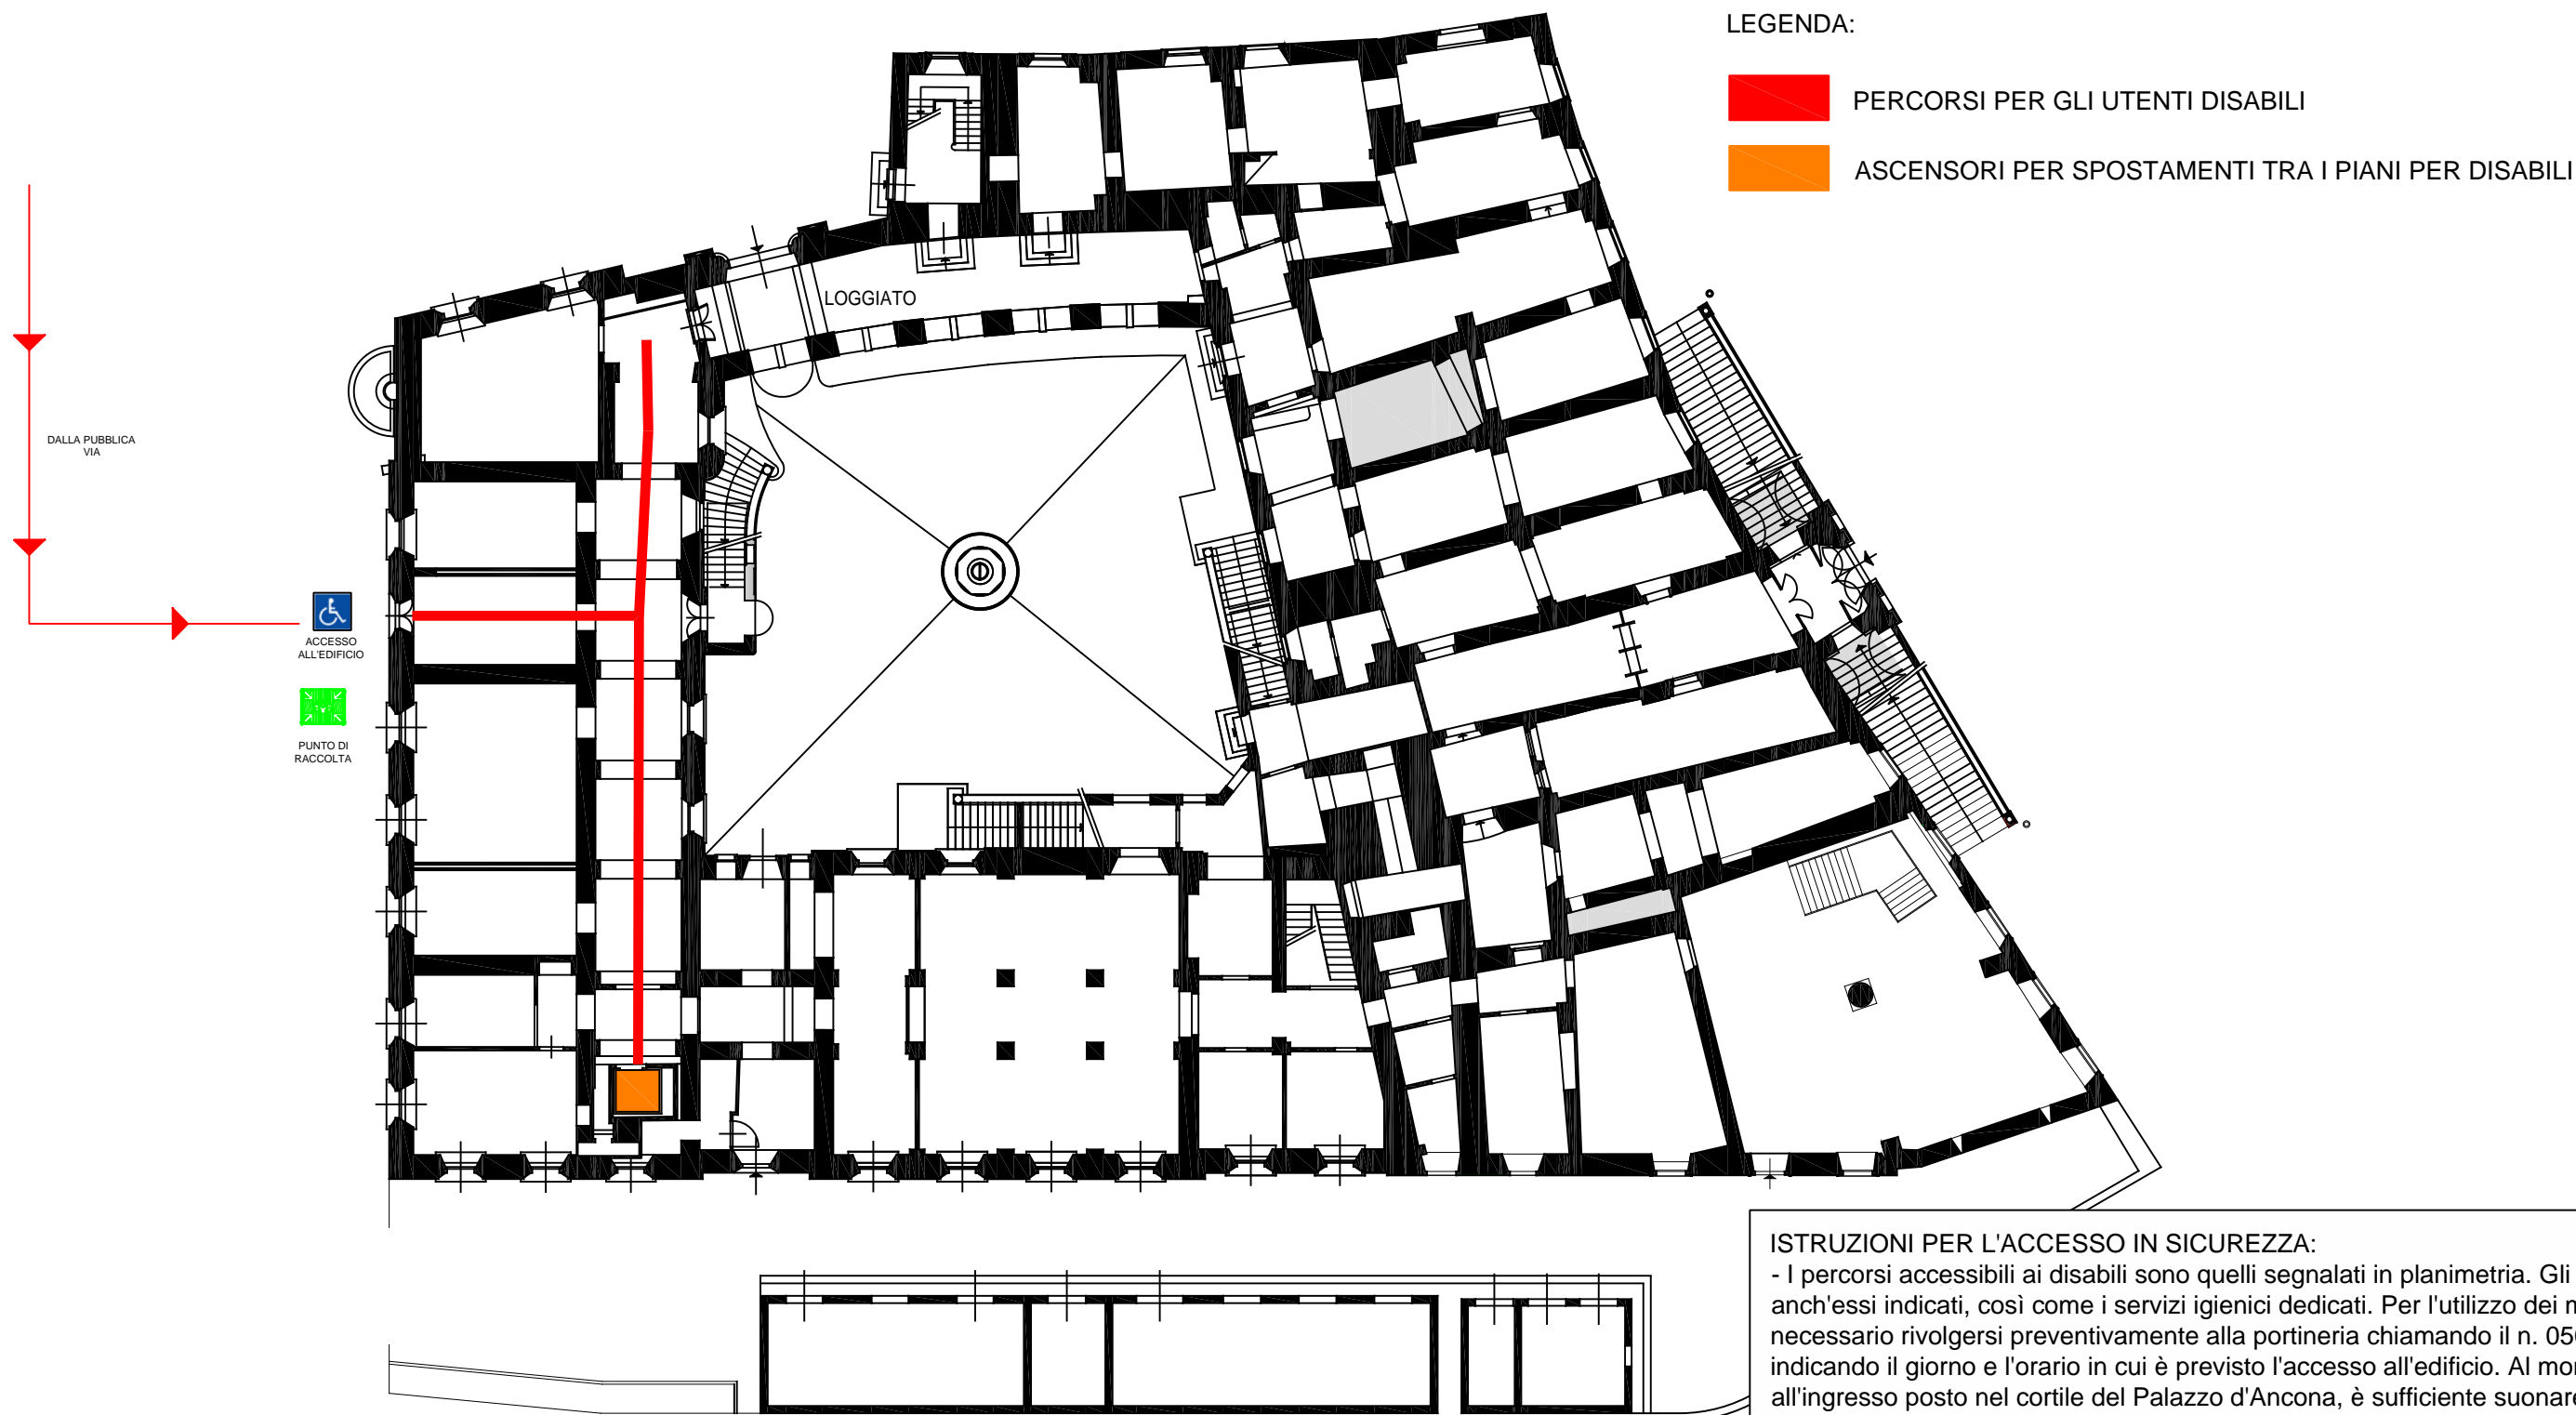 LEGENDA:
PERCORSI PER GLI UTENTI DISABILI
ASCENSORI PER SPOSTAMENTI TRA I PIANI PER DISABILI
LOGGIATO
DALLA PUBBLICA
VIA
ACCESSO
ALL'EDIFICIO
PUNTO DI
RACCOLTA
ISTRUZIONI PER L'ACCESSO IN SICUREZZA:
- I percorsi accessibili ai disabili sono quelli segnalati in planimetria. Gli
anch'essi indicati, così come i servizi igienici dedicati. Per l'utilizzo dei
necessario rivolgersi preventivamente alla portineria chiamando il n.
indicando il giorno e l'orario in cui è previsto l'accesso all'edificio. Al
all'ingresso posto nel cortile del Palazzo d'Ancona, è sufficiente